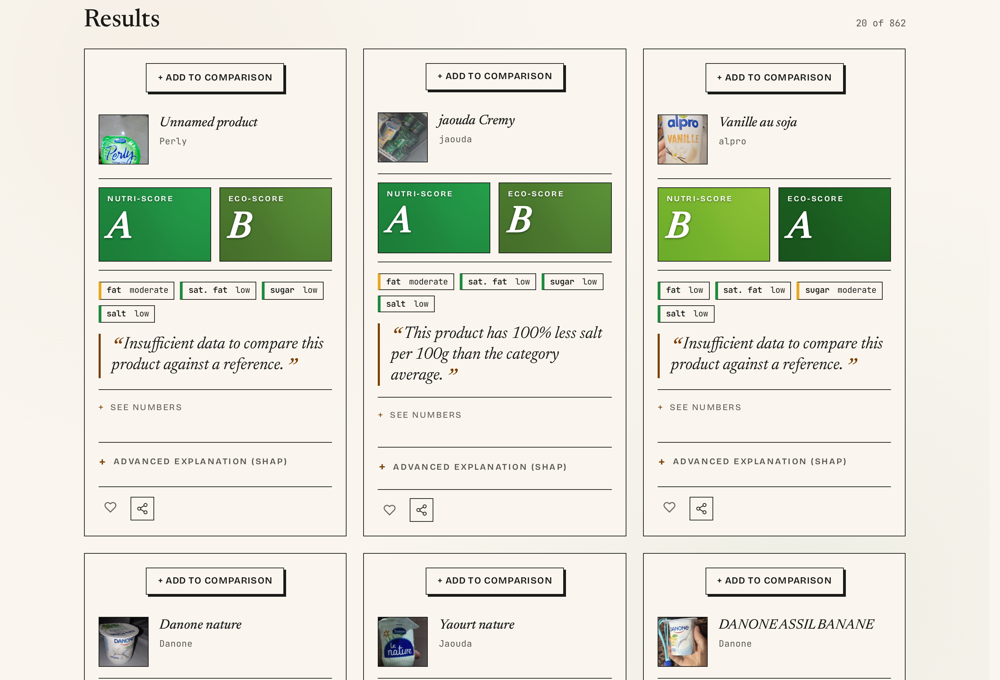 Results
20 of 862
+ ADD TO COMPARISON
Unnamed product
Perly
Jaouda
Perly
NUTRI-SCORE
A
ECO-SCORE
B
fat moderate
sat. fat low
sugar low
salt low
“Insufficient data to compare this
product against a reference. ”
+ SEE NUMBERS
+ ADVANCED EXPLANATION (SHAP)
+ ADD TO COMPARISON
jaouda Cremy
jaouda
NUTRI-SCORE
A
ECO-SCORE
B
fat moderate
sat. fat low
sugar low
salt low
“This product has 100% less salt
per 100g than the category
average. ”
+ SEE NUMBERS
+ ADVANCED EXPLANATION (SHAP)
+ ADD TO COMPARISON
alpro
VANILLE
Vanille au soja
alpro
NUTRI-SCORE
B
ECO-SCORE
A
fat low
sat. fat low
sugar moderate
salt low
“Insufficient data to compare this
product against a reference. ”
+ SEE NUMBERS
+ ADVANCED EXPLANATION (SHAP)
+ ADD TO COMPARISON
DANONE
Danone nature
Danone
+ ADD TO COMPARISON
Jaouda
le
nature
Yaourt nature
Jaouda
+ ADD TO COMPARISON
DANONE
DANONE ASSIL BANANE
Danone